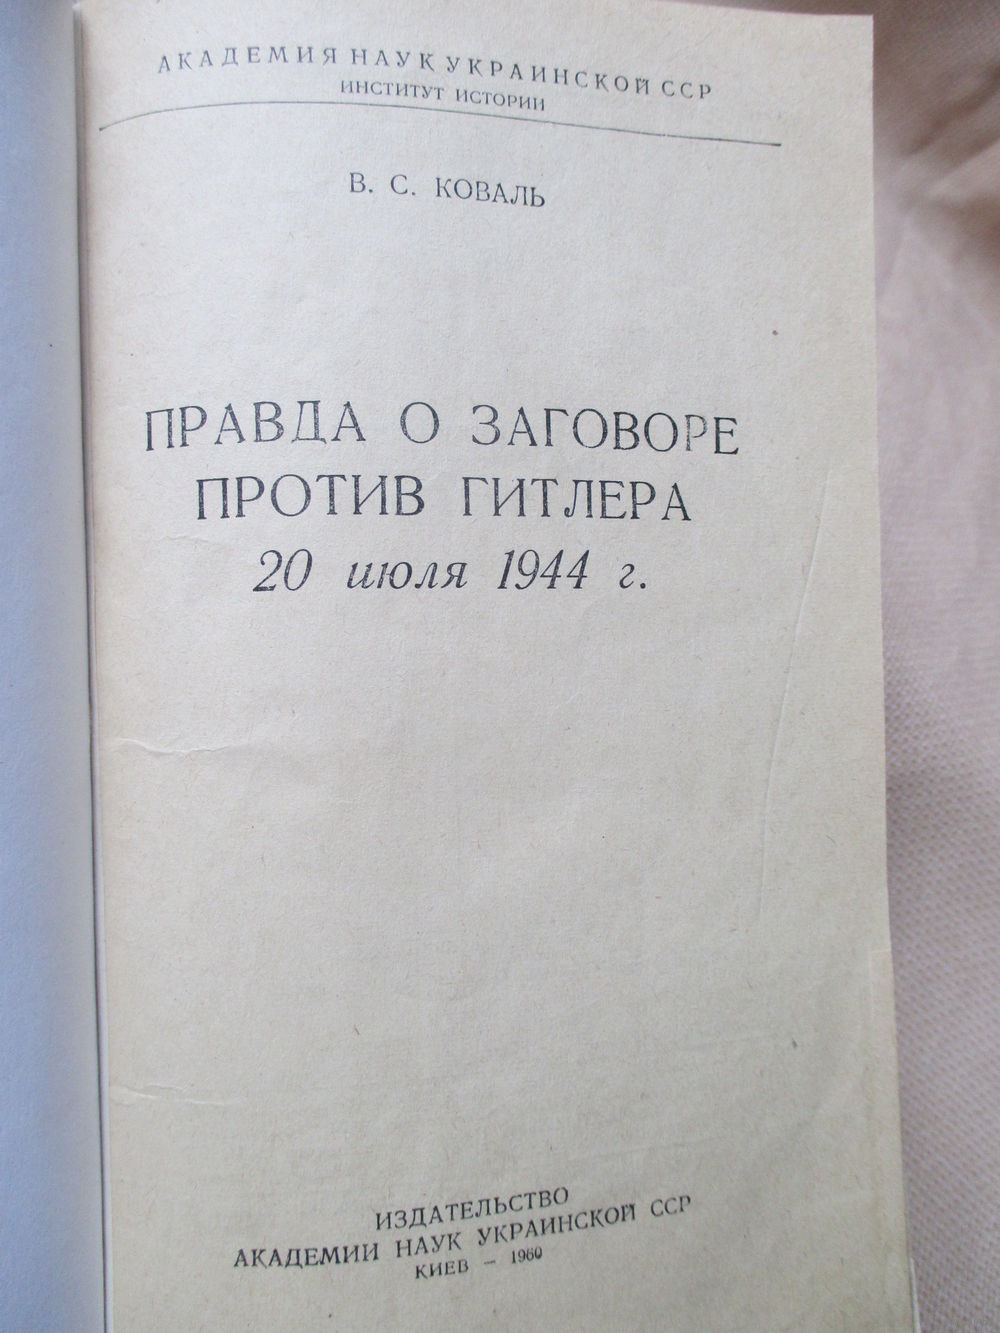 АКАДЕМИЯ НАУК УКРАИНСКОЙ ССР
ИНСТИТУТ ИСТОРИИ
В. С. КОВАЛЬ
ПРАВДА О ЗАГОВОРЕ
ПРОТИВ ГИТЛЕРА
20 июля 1944 г.
ИЗДАТЕЛЬСТВО
АКАДЕМИИ НАУК УКРАИНСКОЙ ССР
КИЕВ — 1960